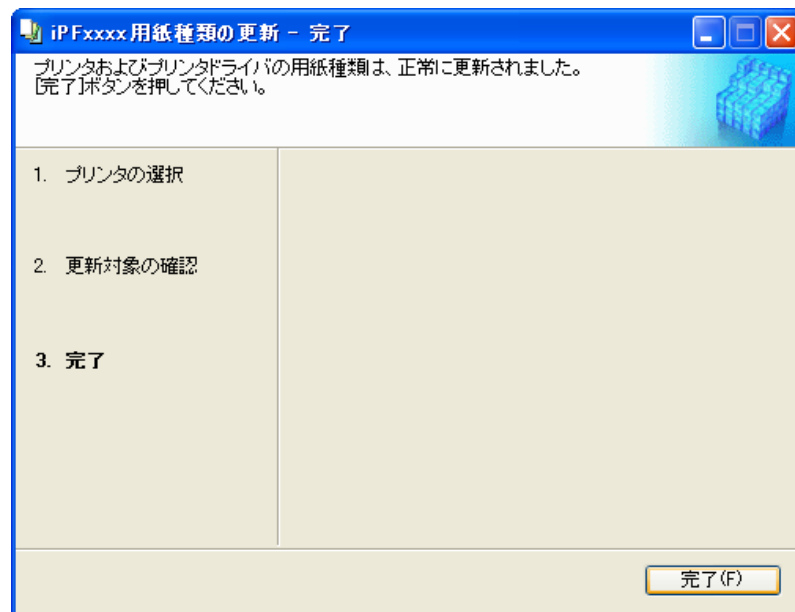 iPFxxxx用紙種類の更新 - 完了
プリンタおよびプリンタドライバの用紙種類は、正常に更新されました。
[完了]ボタンを押してください。
1. プリンタの選択
2. 更新対象の確認
3. 完了
完了(F)